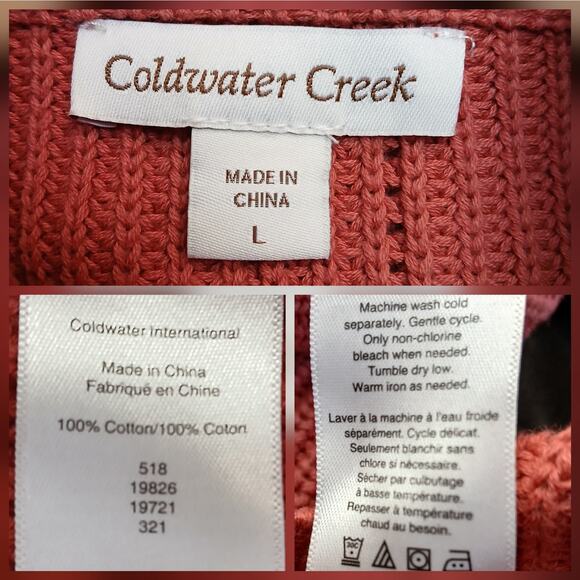 Coldwater Creek
MADE IN
CHINA
L
Coldwater International
Made in China
Fabriqué en Chine
100% Cotton/100% Coton
518
19826
19721
321
Machine wash cold
separately. Gentle cycle.
Only non-chlorine
bleach when needed.
Tumble dry low.
Warm iron as needed.
Laver à la machine à l'eau froide
séparément. Cycle délicat.
Seulement blanchir sans
chlore si nécessaire.
Sécher par culbutage
à basse température.
Repasser à température
chaud au besoin.
30C